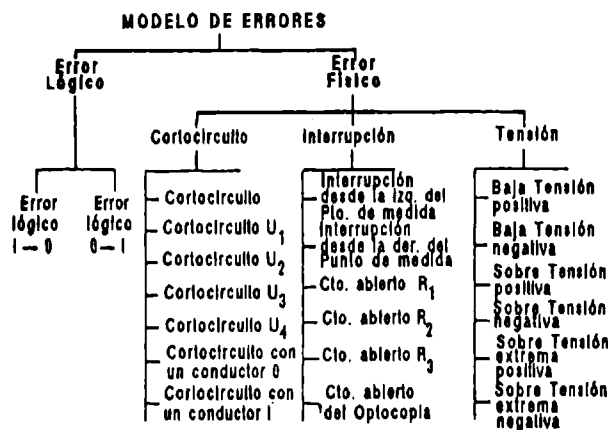 MODELO DE ERRORES
Error
Lógico
Error
Físico
Cortocircuito
Interrupción
Tensión
Error
lógico
1 → 0
Error
lógico
0 → 1
Cortocircuito
Cortocircuito U1
Cortocircuito U2
Cortocircuito U3
Cortocircuito U4
Cortocircuito con
un conductor 0
Cortocircuito con
un conductor 1
Interrupción
desde la izq. del
Pto. de medida
Interrupción
desde la der. del
Punto de medida
Cto. abierto R1
Cto. abierto R2
Cto. abierto R3
Cto. abierto
del Optocopia
Baja Tensión
positiva
Baja Tensión
negativa
Sobre Tensión
positiva
Sobre Tensión
negativa
Sobre Tensión
extrema
positiva
Sobre Tensión
extrema
negativa